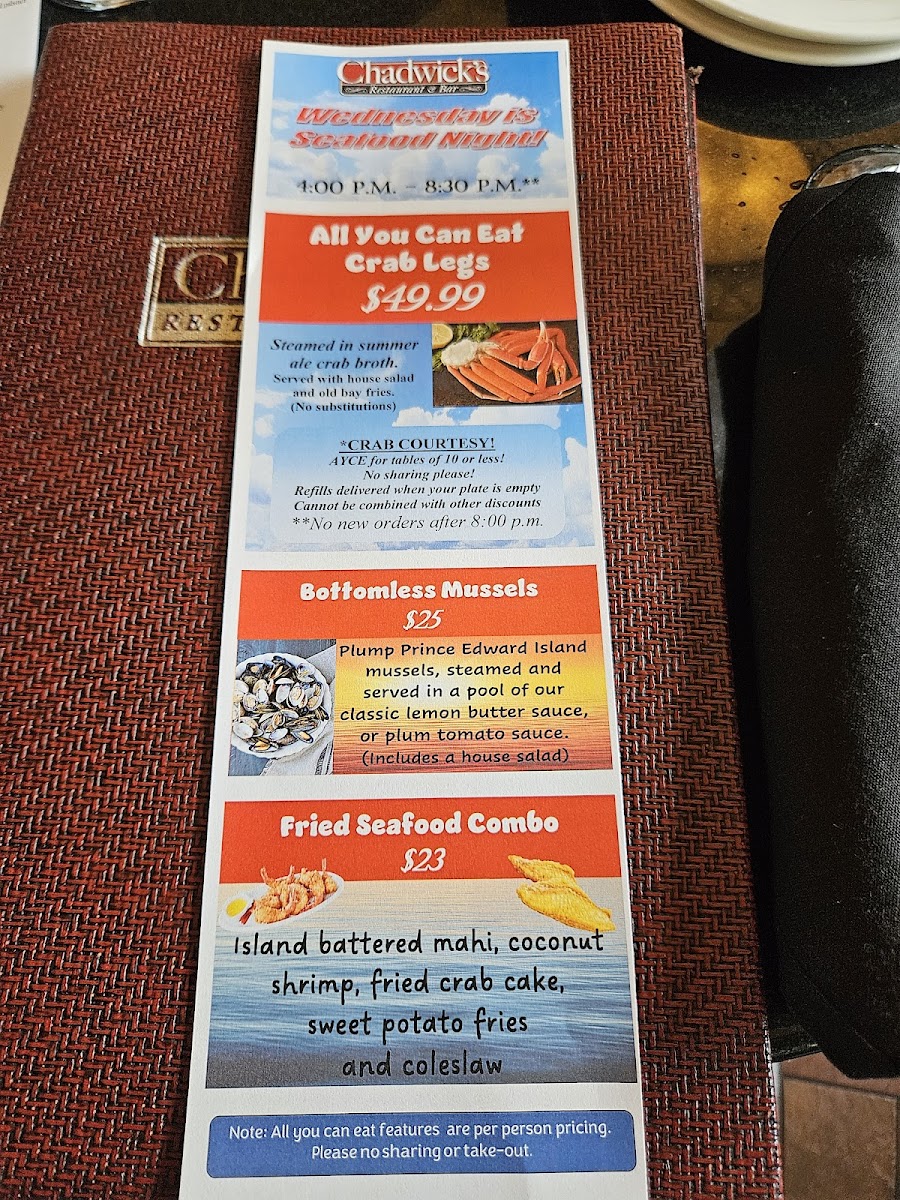 Chadwick's
Restaurant & Bar
Wednesday is
Seafood Night!
4:00 P.M. – 8:30 P.M.**
All You Can Eat
Crab Legs
$49.99
Steamed in summer
ale crab broth.
Served with house salad
and old bay fries.
(No substitutions)
*CRAB COURTESY!
AYCE for tables of 10 or less!
No sharing please!
Refills delivered when your plate is empty
Cannot be combined with other discounts
**No new orders after 8:00 p.m.
Bottomless Mussels
$25
Plump Prince Edward Island
mussels, steamed and
served in a pool of our
classic lemon butter sauce,
or plum tomato sauce.
(Includes a house salad)
Fried Seafood Combo
$23
Island battered mahi, coconut
shrimp, fried crab cake,
sweet potato fries
and coleslaw
Note: All you can eat features are per person pricing.
Please no sharing or take-out.
Ch
REST